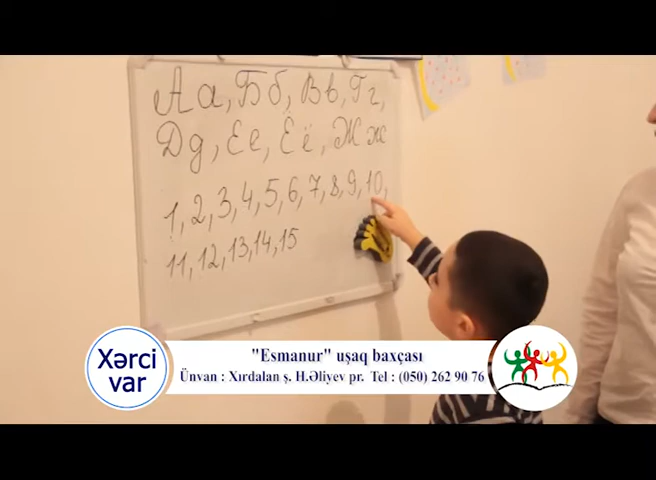 Аа, Бб, Вв, Гг,
Дд, Ее, Ёё, Жж
1, 2, 3, 4, 5, 6, 7, 8, 9, 10,
11, 12, 13, 14, 15
Xərci
var
"Esmanur" uşaq baxçası
Ünvan : Xırdalan ş. H.Əliyev pr. Tel : (050) 262 90 76